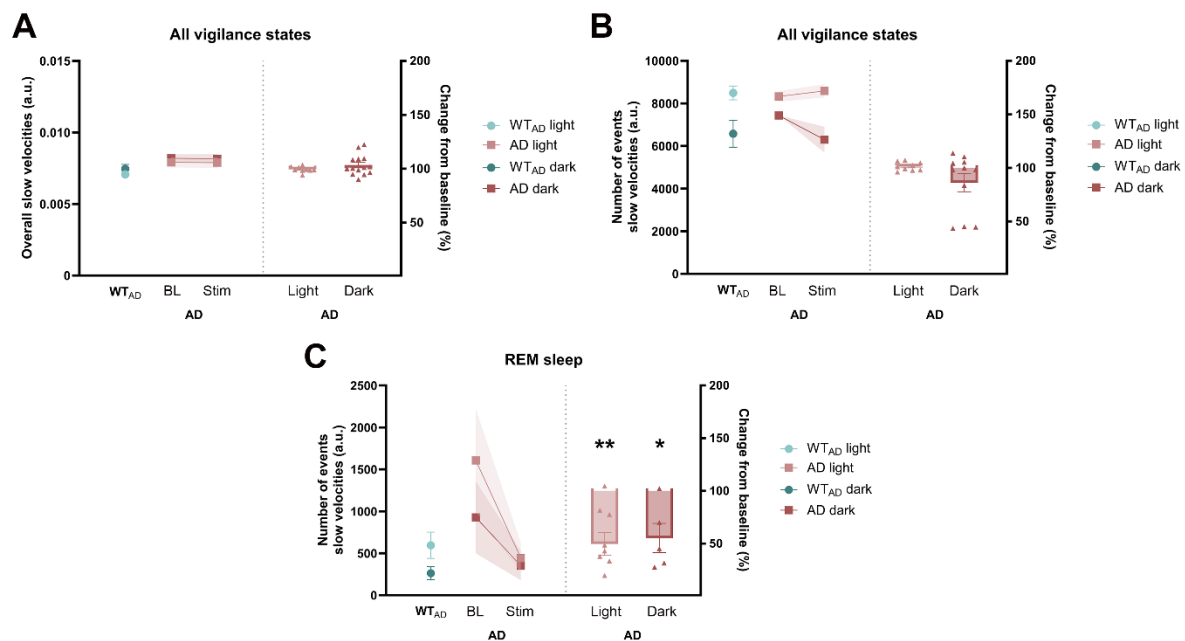 A
All vigilance states
Overall slow velocities (a.u.)
0.015
0.010
0.005
0
200
150
100
50
Change from baseline (%)
WTAD
BL
Stim
Light
Dark
AD
AD
WTAD light
AD light
WTAD dark
AD dark
B
All vigilance states
Number of events
slow velocities (a.u.)
10000
8000
6000
4000
2000
0
200
150
100
50
Change from baseline (%)
WTAD
BL
Stim
Light
Dark
AD
AD
WTAD light
AD light
WTAD dark
AD dark
C
REM sleep
Number of events
slow velocities (a.u.)
2500
2000
1500
1000
500
0
**
*
200
150
100
50
Change from baseline (%)
WTAD
BL
Stim
Light
Dark
AD
AD
WTAD light
AD light
WTAD dark
AD dark